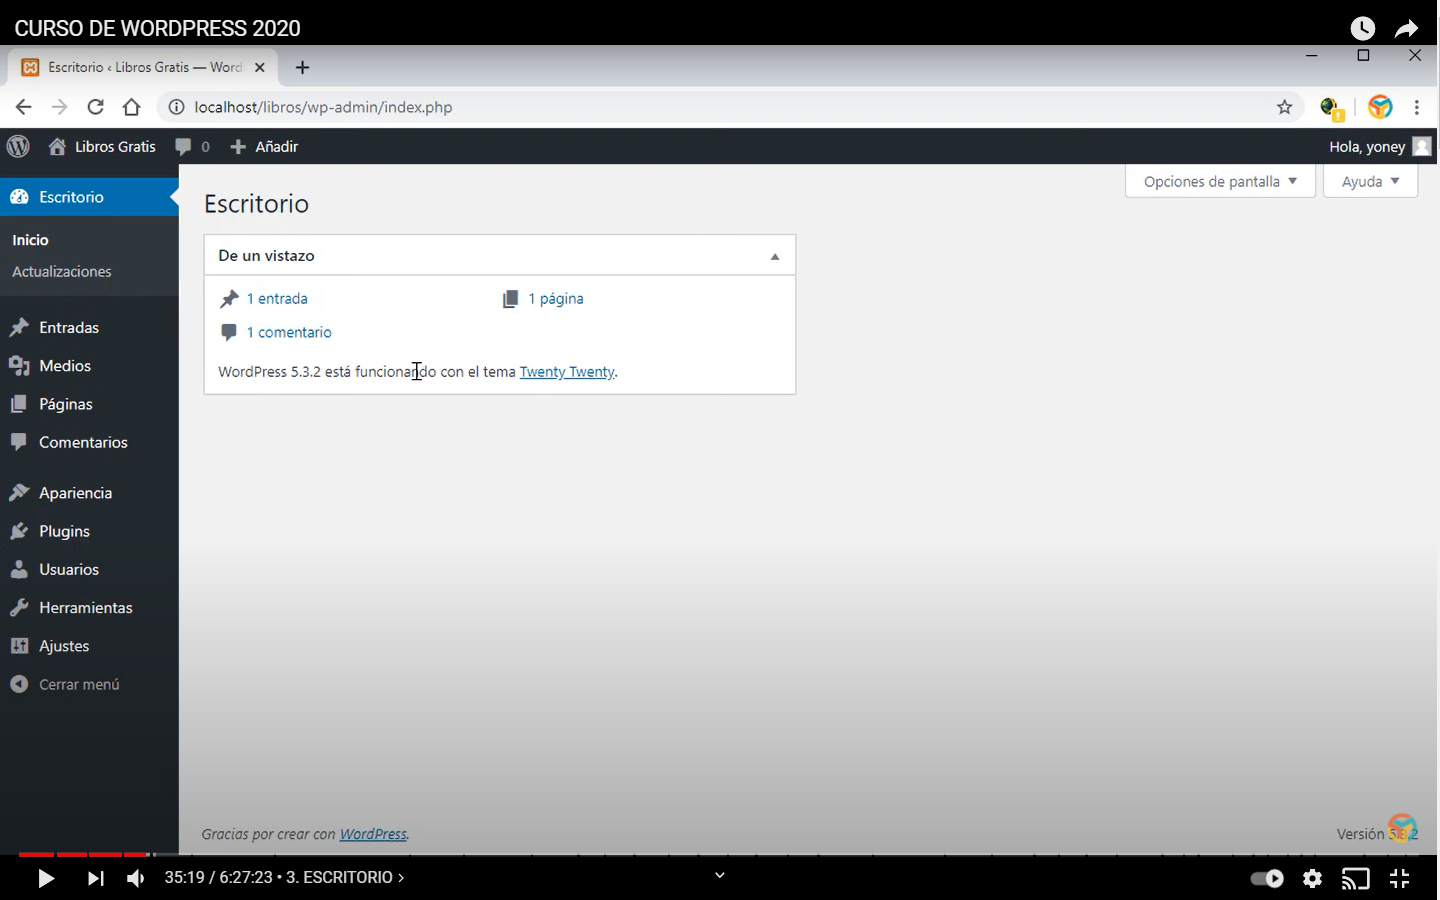 CURSO DE WORDPRESS 2020
Escritorio ‹ Libros Gratis — Word
localhost/libros/wp-admin/index.php
Libros Gratis 0 Añadir Hola, yoney
Opciones de pantalla Ayuda
Escritorio
Inicio
Actualizaciones
Entradas
Medios
Páginas
Comentarios
Apariencia
Plugins
Usuarios
Herramientas
Ajustes
Cerrar menú
Escritorio
De un vistazo
1 entrada 1 página
1 comentario
WordPress 5.3.2 está funcionando con el tema Twenty Twenty.
Gracias por crear con WordPress. Versión 5.3.2
35:19 / 6:27:23 • 3. ESCRITORIO ›